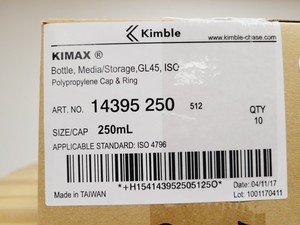 Kimble
KIMAX ®
www.kimble-chase.com
Bottle, Media/Storage,GL45, ISO
Polypropylene Cap & Ring
ART. NO. 14395 250 512
QTY
10
SIZE/CAP 250mL
APPLICABLE STANDARD: ISO 4796
*+H1541439525051250*
Made in TAIWAN
Date: 04/11/17
Lot: 1001170411